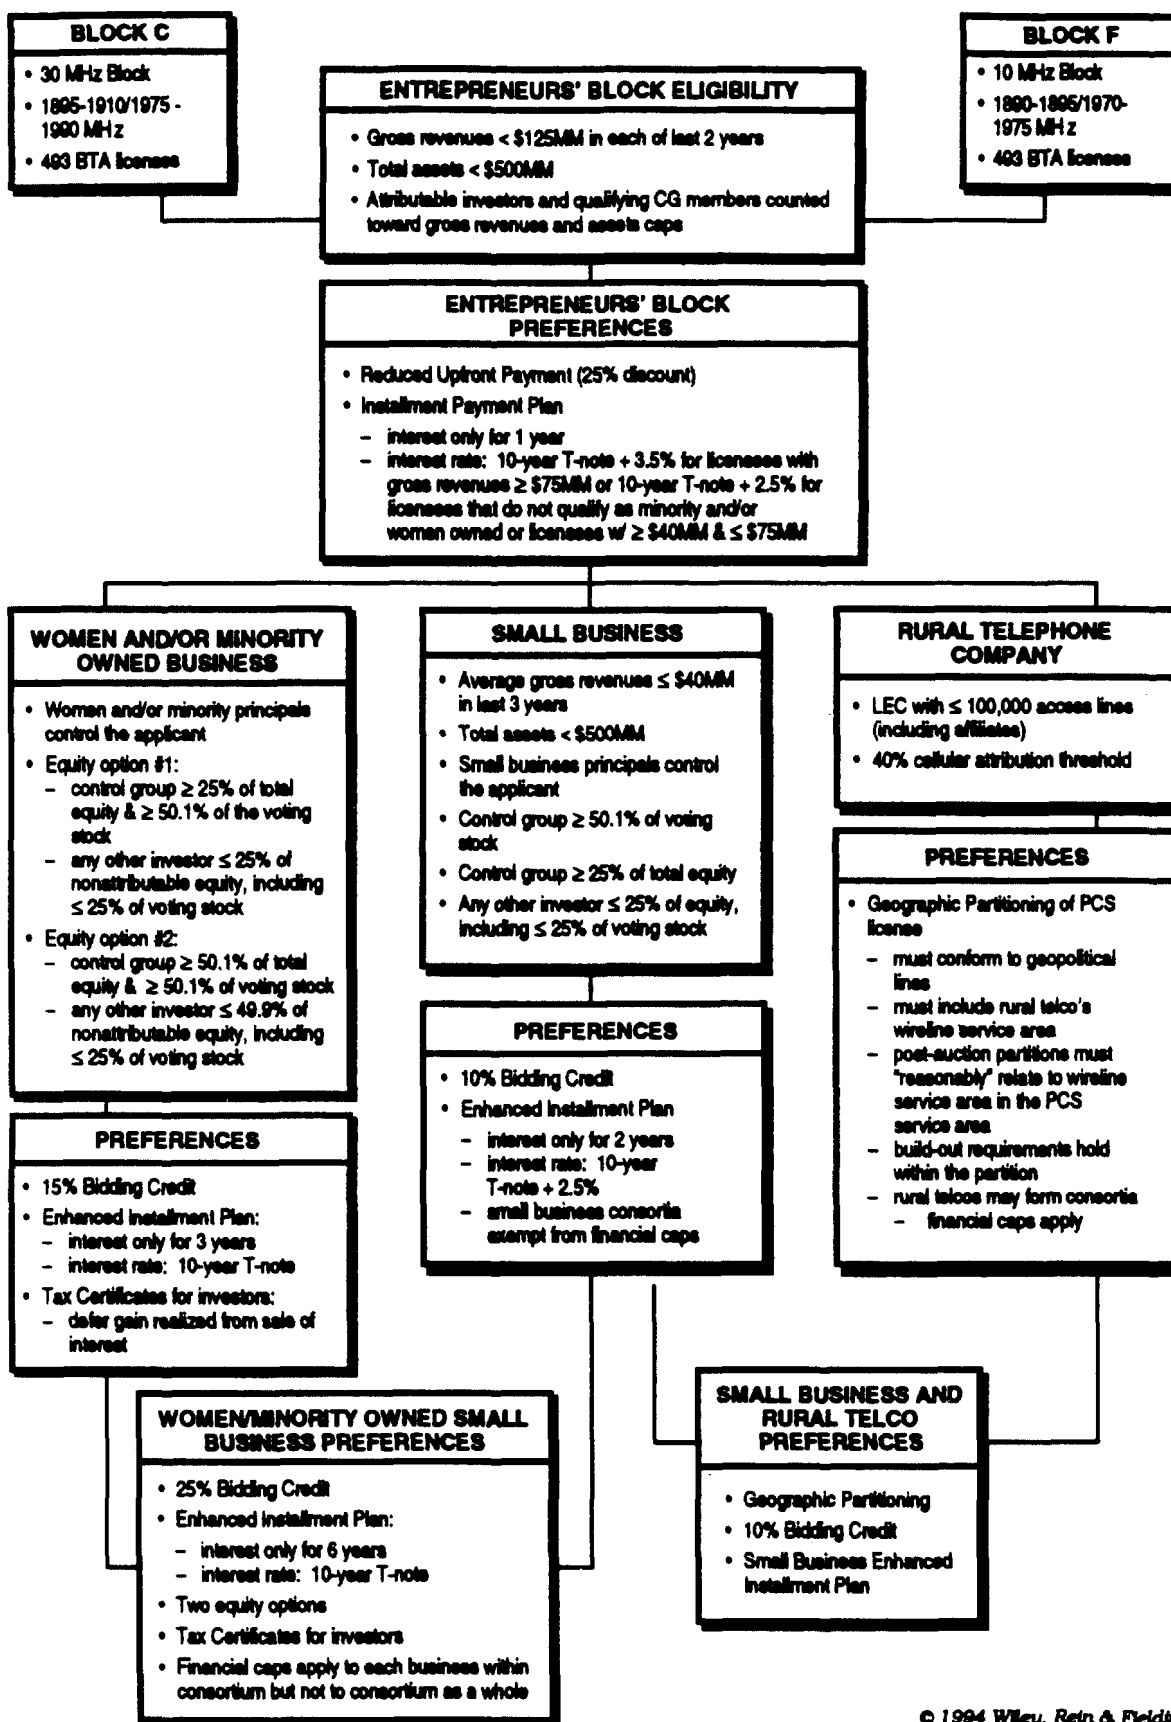 BLOCK C
• 30 MHz Block
• 1895-1910/1975 -
1990 MHz
• 493 BTA licenses
BLOCK F
• 10 MHz Block
• 1890-1895/1970-
1975 MHz
• 493 BTA licenses
ENTREPRENEURS' BLOCK ELIGIBILITY
• Gross revenues < $125MM in each of last 2 years
• Total assets < $500MM
• Attributable investors and qualifying CG members counted
toward gross revenues and assets caps
ENTREPRENEURS' BLOCK
PREFERENCES
• Reduced Upfront Payment (25% discount)
• Installment Payment Plan
– interest only for 1 year
– interest rate: 10-year T-note + 3.5% for licensees with
gross revenues ≥ $75MM or 10-year T-note + 2.5% for
licensees that do not qualify as minority and/or
women owned or licensees w/ ≥ $40MM & ≤ $75MM
WOMEN AND/OR MINORITY
OWNED BUSINESS
• Women and/or minority principals
control the applicant
• Equity option #1:
– control group ≥ 25% of total
equity & ≥ 50.1% of the voting
stock
– any other investor ≤ 25% of
nonattributable equity, including
≤ 25% of voting stock
• Equity option #2:
– control group ≥ 50.1% of total
equity & ≥ 50.1% of voting stock
– any other investor ≤ 49.9% of
nonattributable equity, including
≤ 25% of voting stock
PREFERENCES
• 15% Bidding Credit
• Enhanced Installment Plan:
– interest only for 3 years
– interest rate: 10-year T-note
• Tax Certificates for investors:
– defer gain realized from sale of
interest
SMALL BUSINESS
• Average gross revenues ≤ $40MM
in last 3 years
• Total assets < $500MM
• Small business principals control
the applicant
• Control group ≥ 50.1% of voting
stock
• Control group ≥ 25% of total equity
• Any other investor ≤ 25% of equity,
including ≤ 25% of voting stock
PREFERENCES
• 10% Bidding Credit
• Enhanced Installment Plan
– interest only for 2 years
– interest rate: 10-year
T-note + 2.5%
– small business consortia
exempt from financial caps
RURAL TELEPHONE
COMPANY
• LEC with ≤ 100,000 access lines
(including affiliates)
• 40% cellular attribution threshold
PREFERENCES
• Geographic Partitioning of PCS
license
– must conform to geopolitical
lines
– must include rural telco's
wireline service area
– post-auction partitions must
"reasonably" relate to wireline
service area in the PCS
service area
– build-out requirements hold
within the partition
– rural telcos may form consortia
– financial caps apply
WOMEN/MINORITY OWNED SMALL
BUSINESS PREFERENCES
• 25% Bidding Credit
• Enhanced Installment Plan:
– interest only for 6 years
– interest rate: 10-year T-note
• Two equity options
• Tax Certificates for investors
• Financial caps apply to each business within
consortium but not to consortium as a whole
SMALL BUSINESS AND
RURAL TELCO
PREFERENCES
• Geographic Partitioning
• 10% Bidding Credit
• Small Business Enhanced
Installment Plan
© 1994 Wiley, Rein &